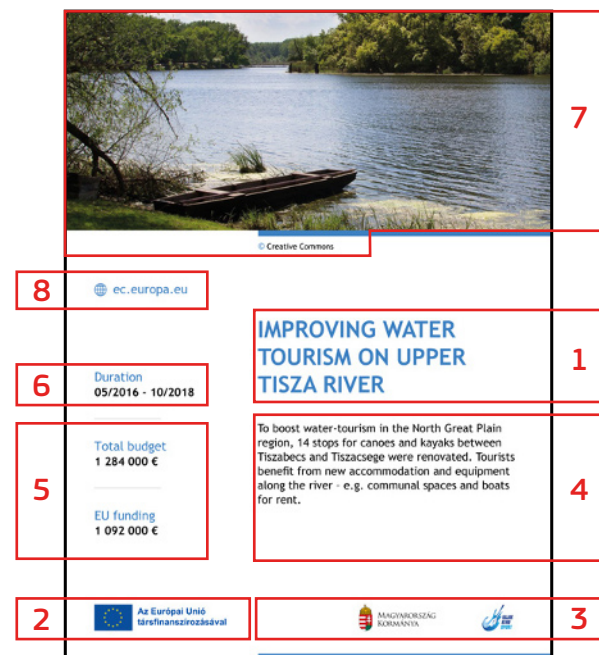 7
© Creative Commons
8
ec.europa.eu
IMPROVING WATER
TOURISM ON UPPER
TISZA RIVER
1
6
Duration
05/2016 - 10/2018
To boost water-tourism in the North Great Plain
region, 14 stops for canoes and kayaks between
Tiszabecs and Tiszacsege were renovated. Tourists
benefit from new accommodation and equipment
along the river - e.g. communal spaces and boats
for rent.
4
5
Total budget
1 284 000 €
EU funding
1 092 000 €
2
Az Európai Unió
társfinanszírozásával
MAGYARORSZÁG
KORMÁNYA
3